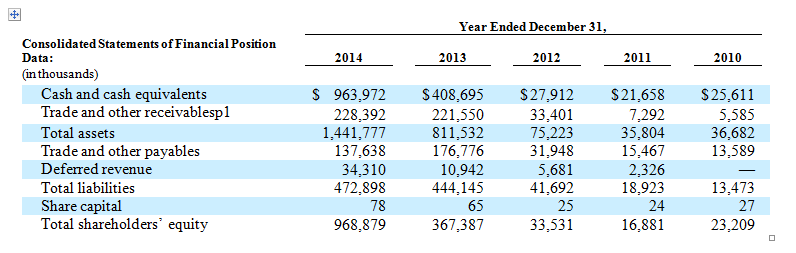 Year Ended December 31,
Consolidated Statements of Financial Position
Data: 2014 2013 2012 2011 2010
(in thousands)
Cash and cash equivalents $ 963,972 $408,695 $27,912 $21,658 $25,611
Trade and other receivablesp1 228,392 221,550 33,401 7,292 5,585
Total assets 1,441,777 811,532 75,223 35,804 36,682
Trade and other payables 137,638 176,776 31,948 15,467 13,589
Deferred revenue 34,310 10,942 5,681 2,326 —
Total liabilities 472,898 444,145 41,692 18,923 13,473
Share capital 78 65 25 24 27
Total shareholders’ equity 968,879 367,387 33,531 16,881 23,209